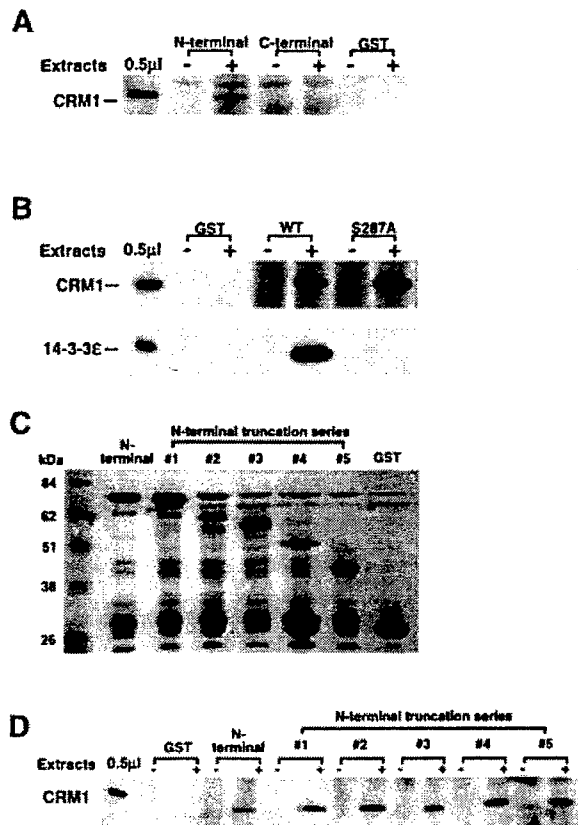 A
N-terminal C-terminal GST
Extracts 0.5µl - + - + - +
CRM1
B
GST WT S287A
Extracts 0.5µl - + - + - +
CRM1
14-3-3ε
C
N-terminal truncation series
kDa N-terminal #1 #2 #3 #4 #5 GST
84
62
51
38
26
D
N-terminal truncation series
GST N-terminal #1 #2 #3 #4 #5
Extracts 0.5µl - + - + - + - + - + - + - +
CRM1